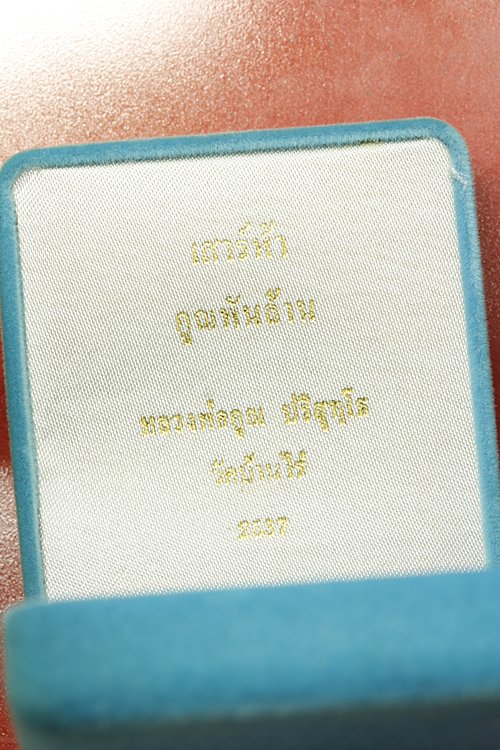 เสาร์ห้า
คูณพันล้าน
หลวงพ่อคูณ ปริสุทฺโธ
วัดบ้านไร่
2537